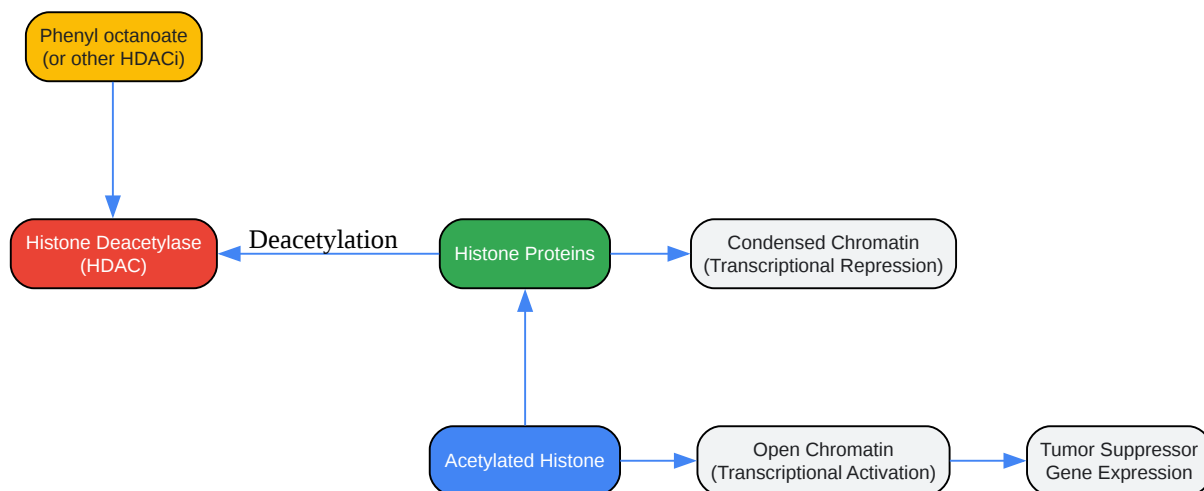 Phenyl octanoate
(or other HDACi)
Histone Deacetylase
(HDAC)
Deacetylation
Histone Proteins
Condensed Chromatin
(Transcriptional Repression)
Acetylated Histone
Open Chromatin
(Transcriptional Activation)
Tumor Suppressor
Gene Expression